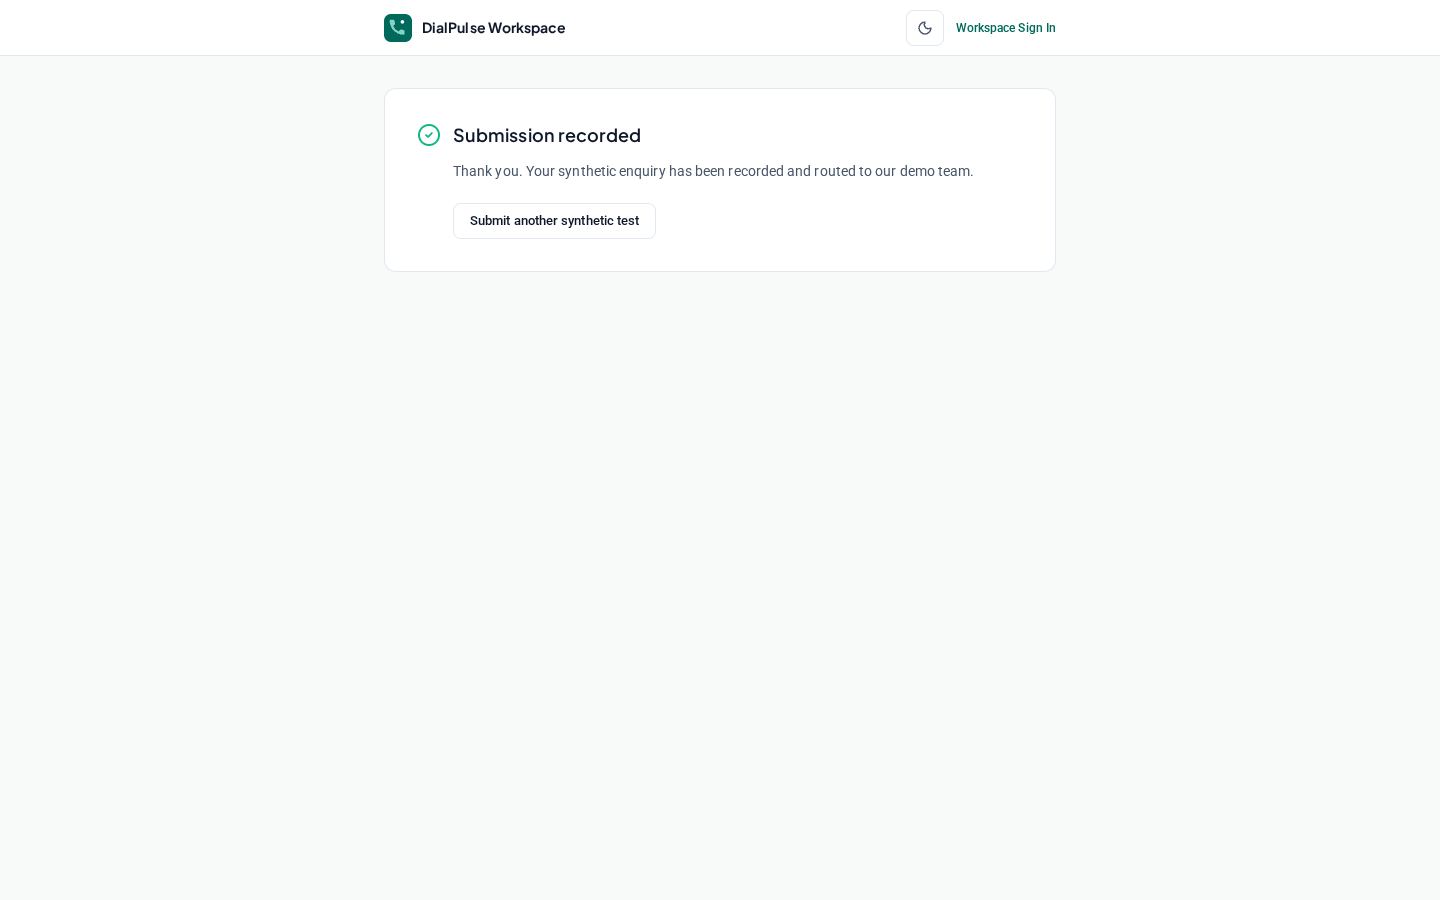 DialPulse Workspace
Workspace Sign In
Submission recorded
Thank you. Your synthetic enquiry has been recorded and routed to our demo team.
Submit another synthetic test